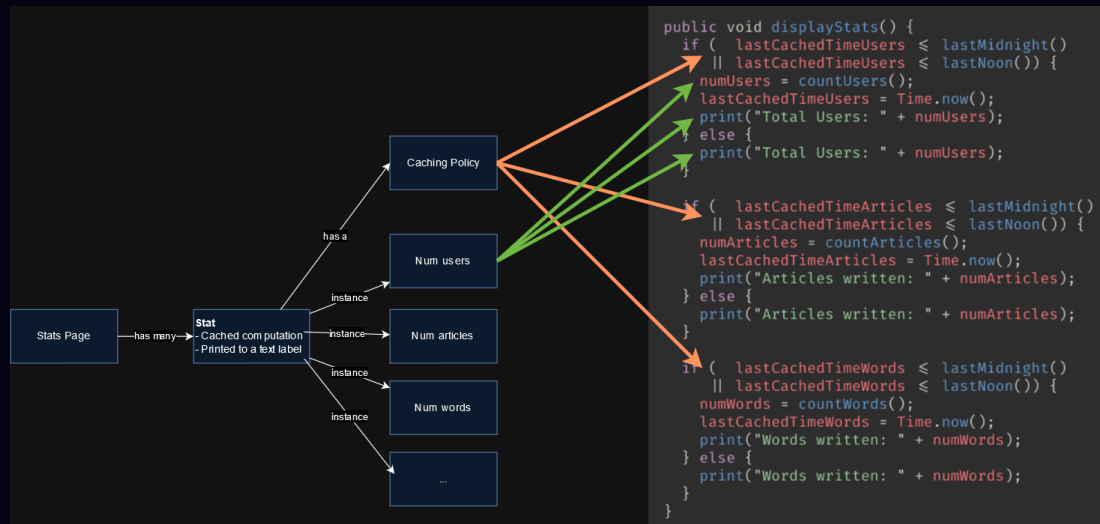 Caching Policy
has a
Num users
instance
Stats Page
has many
Stat
- Cached computation
- Printed to a text label
instance
Num articles
instance
Num words
instance
...
public void displayStats() {
if ( lastCachedTimeUsers ⩽ lastMidnight()
|| lastCachedTimeUsers ⩽ lastNoon()) {
numUsers = countUsers();
lastCachedTimeUsers = Time.now();
print("Total Users: " + numUsers);
} else {
print("Total Users: " + numUsers);
}
if ( lastCachedTimeArticles ⩽ lastMidnight()
|| lastCachedTimeArticles ⩽ lastNoon()) {
numArticles = countArticles();
lastCachedTimeArticles = Time.now();
print("Articles written: " + numArticles);
} else {
print("Articles written: " + numArticles);
}
if ( lastCachedTimeWords ⩽ lastMidnight()
|| lastCachedTimeWords ⩽ lastNoon()) {
numWords = countWords();
lastCachedTimeWords = Time.now();
print("Words written: " + numWords);
} else {
print("Words written: " + numWords);
}
}